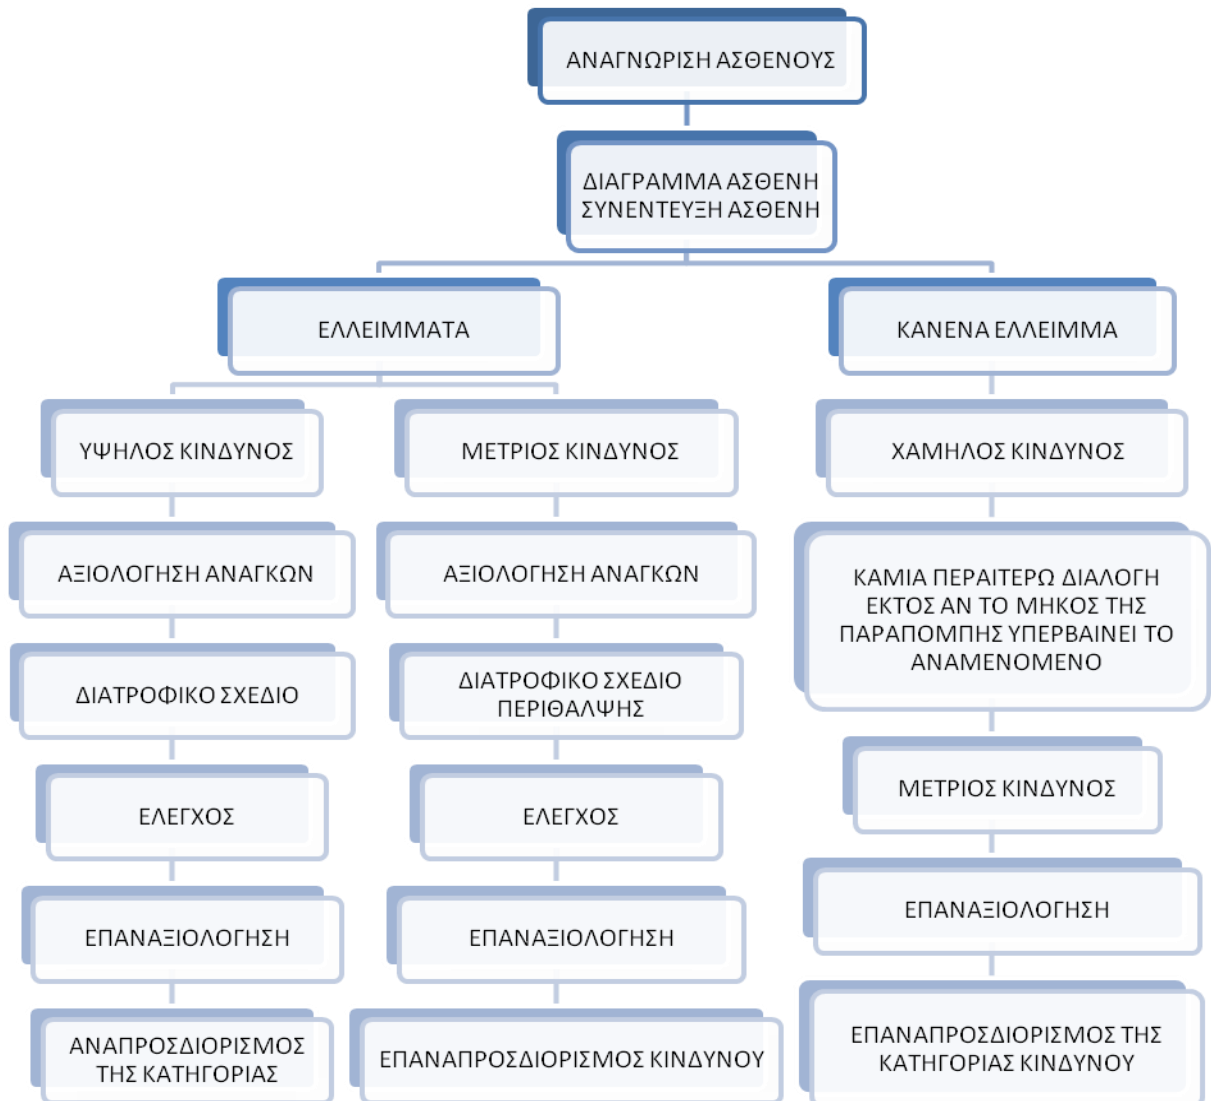 ΑΝΑΓΝΩΡΙΣΗ ΑΣΘΕΝΟΥΣ
ΔΙΑΓΡΑΜΜΑ ΑΣΘΕΝΗ
ΣΥΝΕΝΤΕΥΞΗ ΑΣΘΕΝΗ
ΕΛΛΕΙΜΜΑΤΑ
ΚΑΝΕΝΑ ΕΛΛΕΙΜΜΑ
ΥΨΗΛΟΣ ΚΙΝΔΥΝΟΣ
ΜΕΤΡΙΟΣ ΚΙΝΔΥΝΟΣ
ΧΑΜΗΛΟΣ ΚΙΝΔΥΝΟΣ
ΑΞΙΟΛΟΓΗΣΗ ΑΝΑΓΚΩΝ
ΑΞΙΟΛΟΓΗΣΗ ΑΝΑΓΚΩΝ
ΚΑΜΙΑ ΠΕΡΑΙΤΕΡΩ ΔΙΑΛΟΓΗ
ΕΚΤΟΣ ΑΝ ΤΟ ΜΗΚΟΣ ΤΗΣ
ΠΑΡΑΠΟΜΠΗΣ ΥΠΕΡΒΑΙΝΕΙ ΤΟ
ΑΝΑΜΕΝΟΜΕΝΟ
ΔΙΑΤΡΟΦΙΚΟ ΣΧΕΔΙΟ
ΔΙΑΤΡΟΦΙΚΟ ΣΧΕΔΙΟ
ΠΕΡΙΘΑΛΨΗΣ
ΜΕΤΡΙΟΣ ΚΙΝΔΥΝΟΣ
ΕΛΕΓΧΟΣ
ΕΛΕΓΧΟΣ
ΕΠΑΝΑΞΙΟΛΟΓΗΣΗ
ΕΠΑΝΑΞΙΟΛΟΓΗΣΗ
ΕΠΑΝΑΞΙΟΛΟΓΗΣΗ
ΑΝΑΠΡΟΣΔΙΟΡΙΣΜΟΣ
ΤΗΣ ΚΑΤΗΓΟΡΙΑΣ
ΕΠΑΝΑΠΡΟΣΔΙΟΡΙΣΜΟΣ ΚΙΝΔΥΝΟΥ
ΕΠΑΝΑΠΡΟΣΔΙΟΡΙΣΜΟΣ ΤΗΣ
ΚΑΤΗΓΟΡΙΑΣ ΚΙΝΔΥΝΟΥ